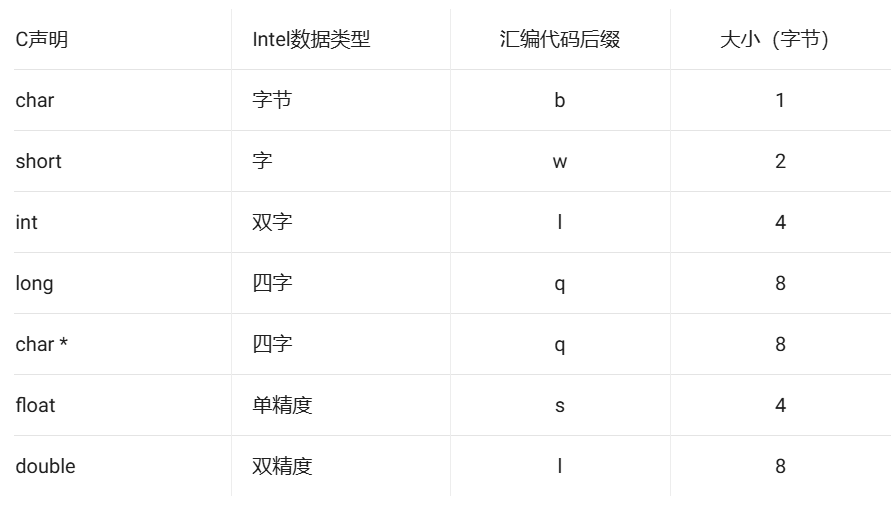 C声明 Intel数据类型 汇编代码后缀 大小（字节）
char 字节 b 1
short 字 w 2
int 双字 l 4
long 四字 q 8
char * 四字 q 8
float 单精度 s 4
double 双精度 l 8